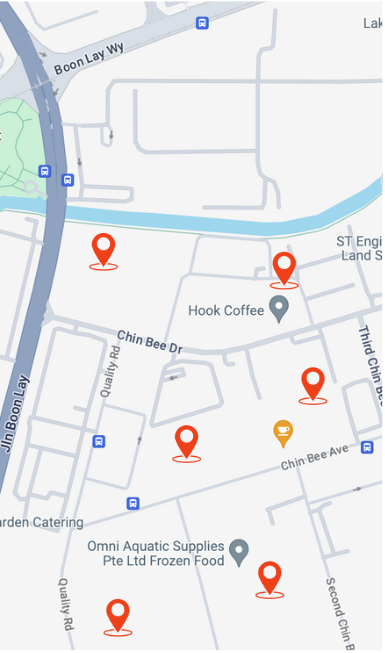 Lak
Boon Lay Wy
ST Engi
Land S
Hook Coffee
Chin Bee Dr
Third Chin Be
Quality Rd
Jln Boon Lay
Chin Bee Ave
arden Catering
Omni Aquatic Supplies
Pte Ltd Frozen Food
Quality Rd
Second Chin B